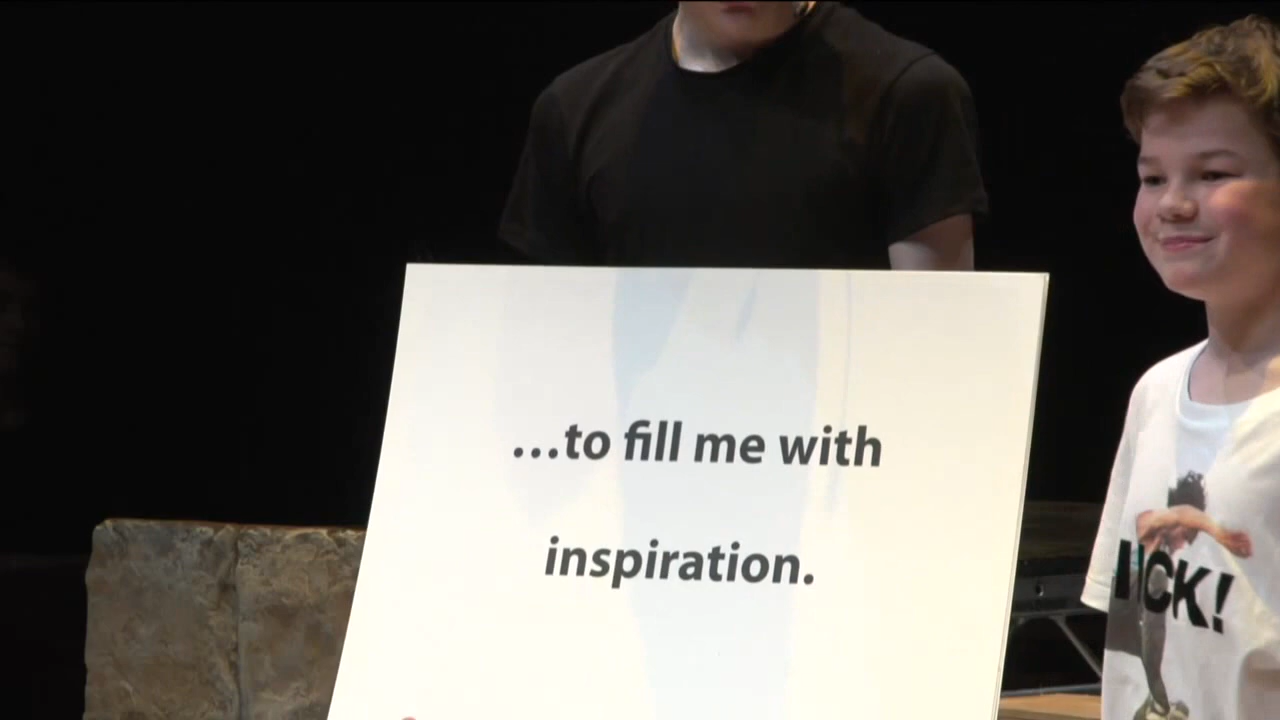 ...to fill me with
inspiration.